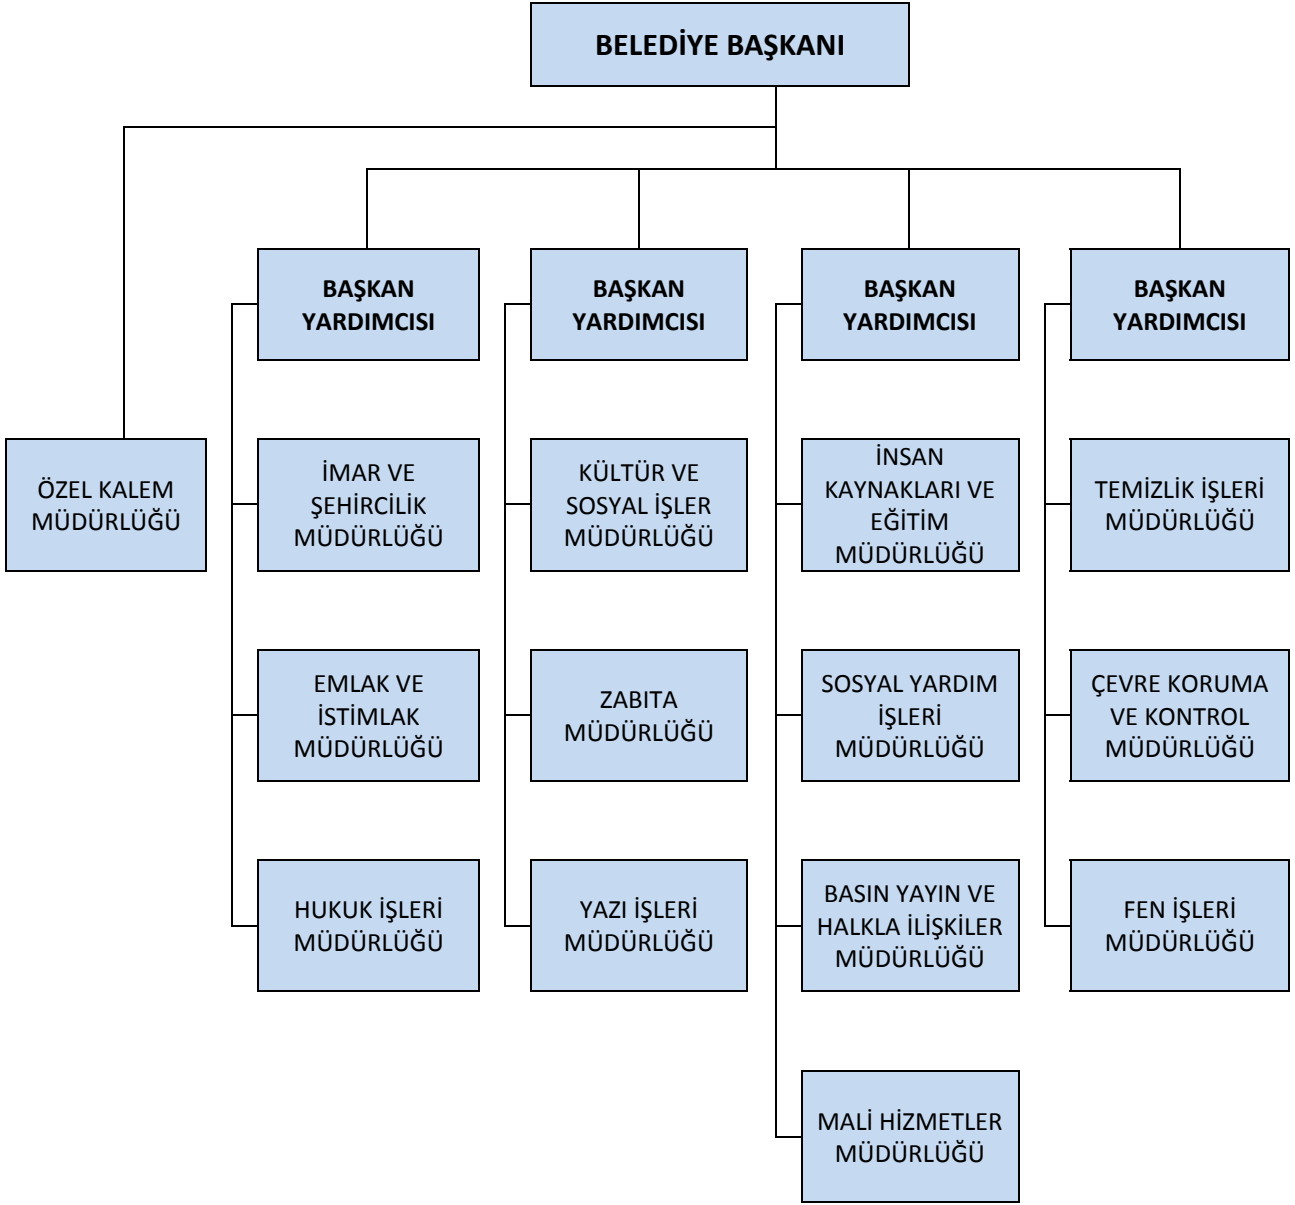 BELEDİYE BAŞKANI
BAŞKAN
YARDIMCISI
BAŞKAN
YARDIMCISI
BAŞKAN
YARDIMCISI
BAŞKAN
YARDIMCISI
ÖZEL KALEM
MÜDÜRLÜĞÜ
İMAR VE
ŞEHİRCİLİK
MÜDÜRLÜĞÜ
KÜLTÜR VE
SOSYAL İŞLER
MÜDÜRLÜĞÜ
İNSAN
KAYNAKLARI VE
EĞİTİM
MÜDÜRLÜĞÜ
TEMİZLİK İŞLERİ
MÜDÜRLÜĞÜ
EMLAK VE
İSTİMLAK
MÜDÜRLÜĞÜ
ZABITA
MÜDÜRLÜĞÜ
SOSYAL YARDIM
İŞLERİ
MÜDÜRLÜĞÜ
ÇEVRE KORUMA
VE KONTROL
MÜDÜRLÜĞÜ
HUKUK İŞLERİ
MÜDÜRLÜĞÜ
YAZI İŞLERİ
MÜDÜRLÜĞÜ
BASIN YAYIN VE
HALKLA İLİŞKİLER
MÜDÜRLÜĞÜ
FEN İŞLERİ
MÜDÜRLÜĞÜ
MALİ HİZMETLER
MÜDÜRLÜĞÜ